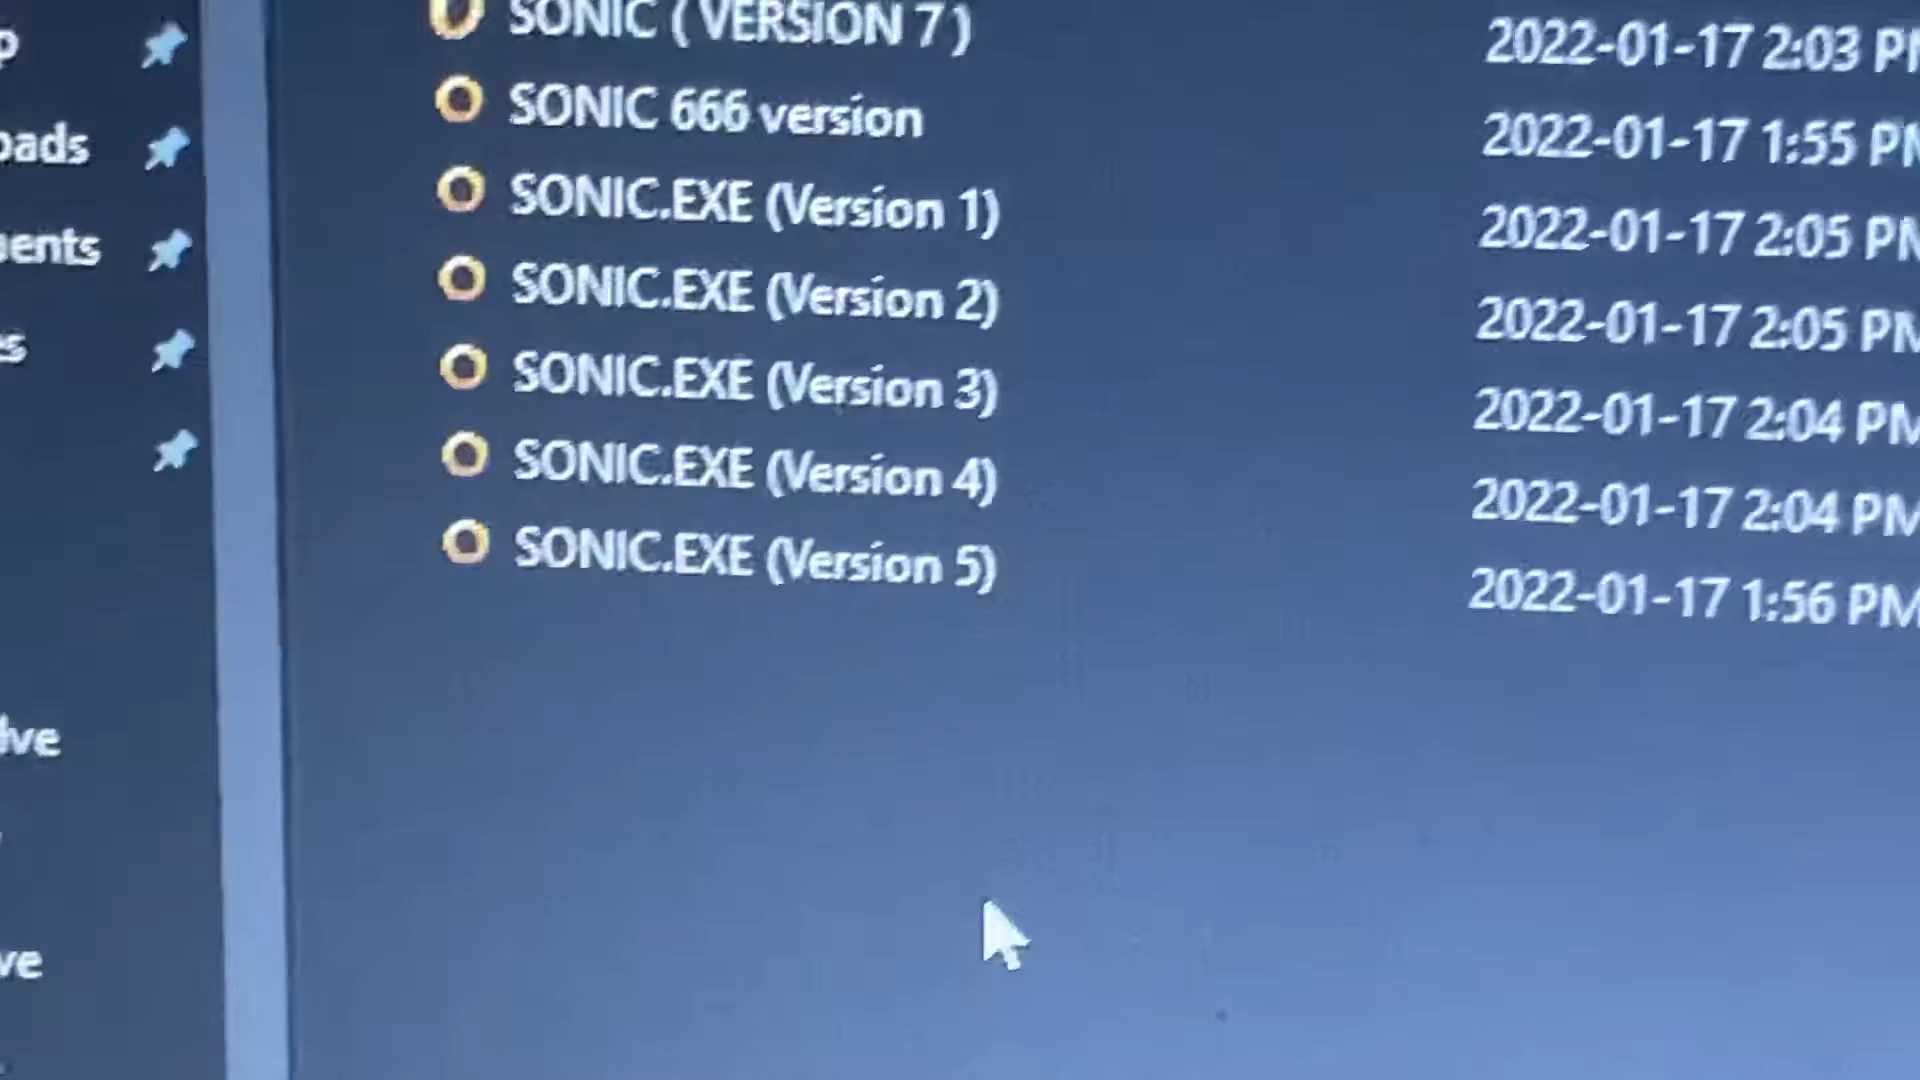 SONIC ( VERSION 7 ) 2022-01-17 2:03 PM
SONIC 666 version 2022-01-17 1:55 PM
SONIC.EXE (Version 1) 2022-01-17 2:05 PM
SONIC.EXE (Version 2) 2022-01-17 2:05 PM
SONIC.EXE (Version 3) 2022-01-17 2:04 PM
SONIC.EXE (Version 4) 2022-01-17 2:04 PM
SONIC.EXE (Version 5) 2022-01-17 1:56 PM